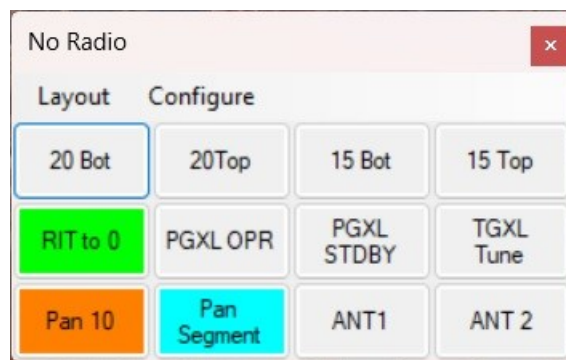 No Radio
Layout Configure
20 Bot 20Top 15 Bot 15 Top
RIT to 0 PGXL OPR PGXL STDBY TGXL Tune
Pan 10 Pan Segment ANT1 ANT 2